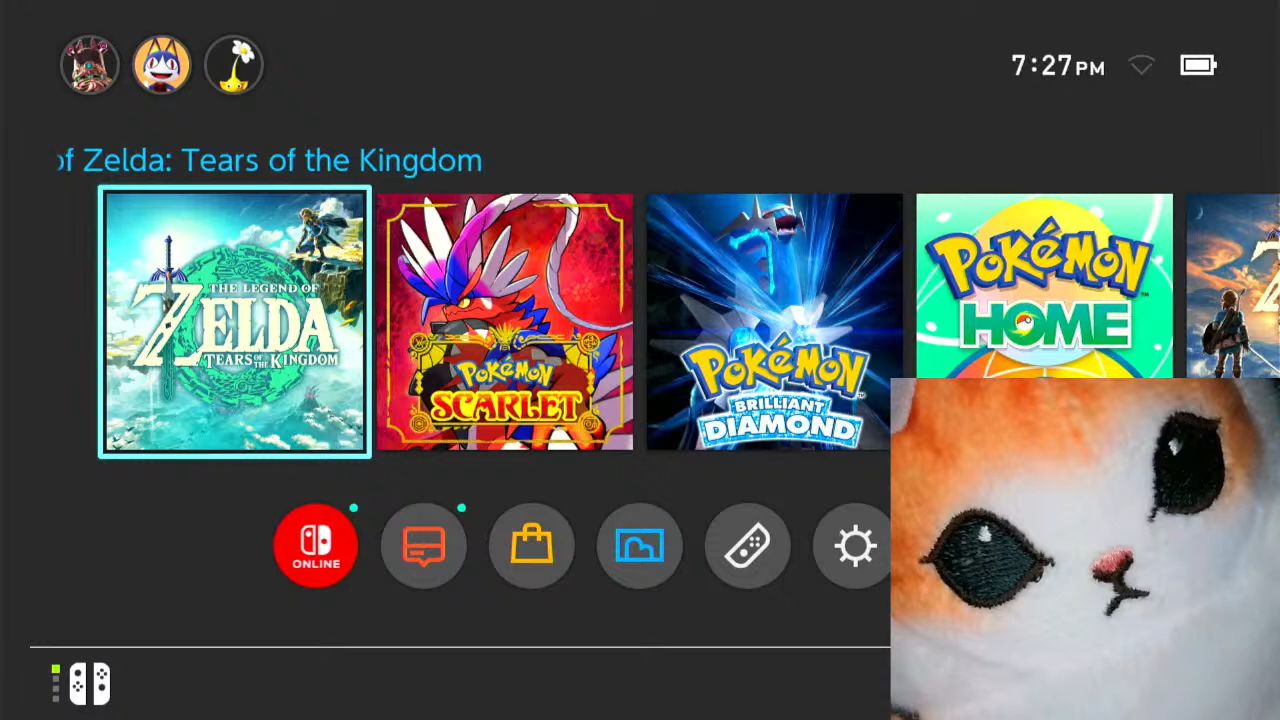 7:27PM
of Zelda: Tears of the Kingdom
THE LEGEND OF
ZELDA
TEARS OF THE KINGDOM
POKÉMON
SCARLET
POKÉMON
BRILLIANT
DIAMOND
POKÉMON
HOME
ONLINE